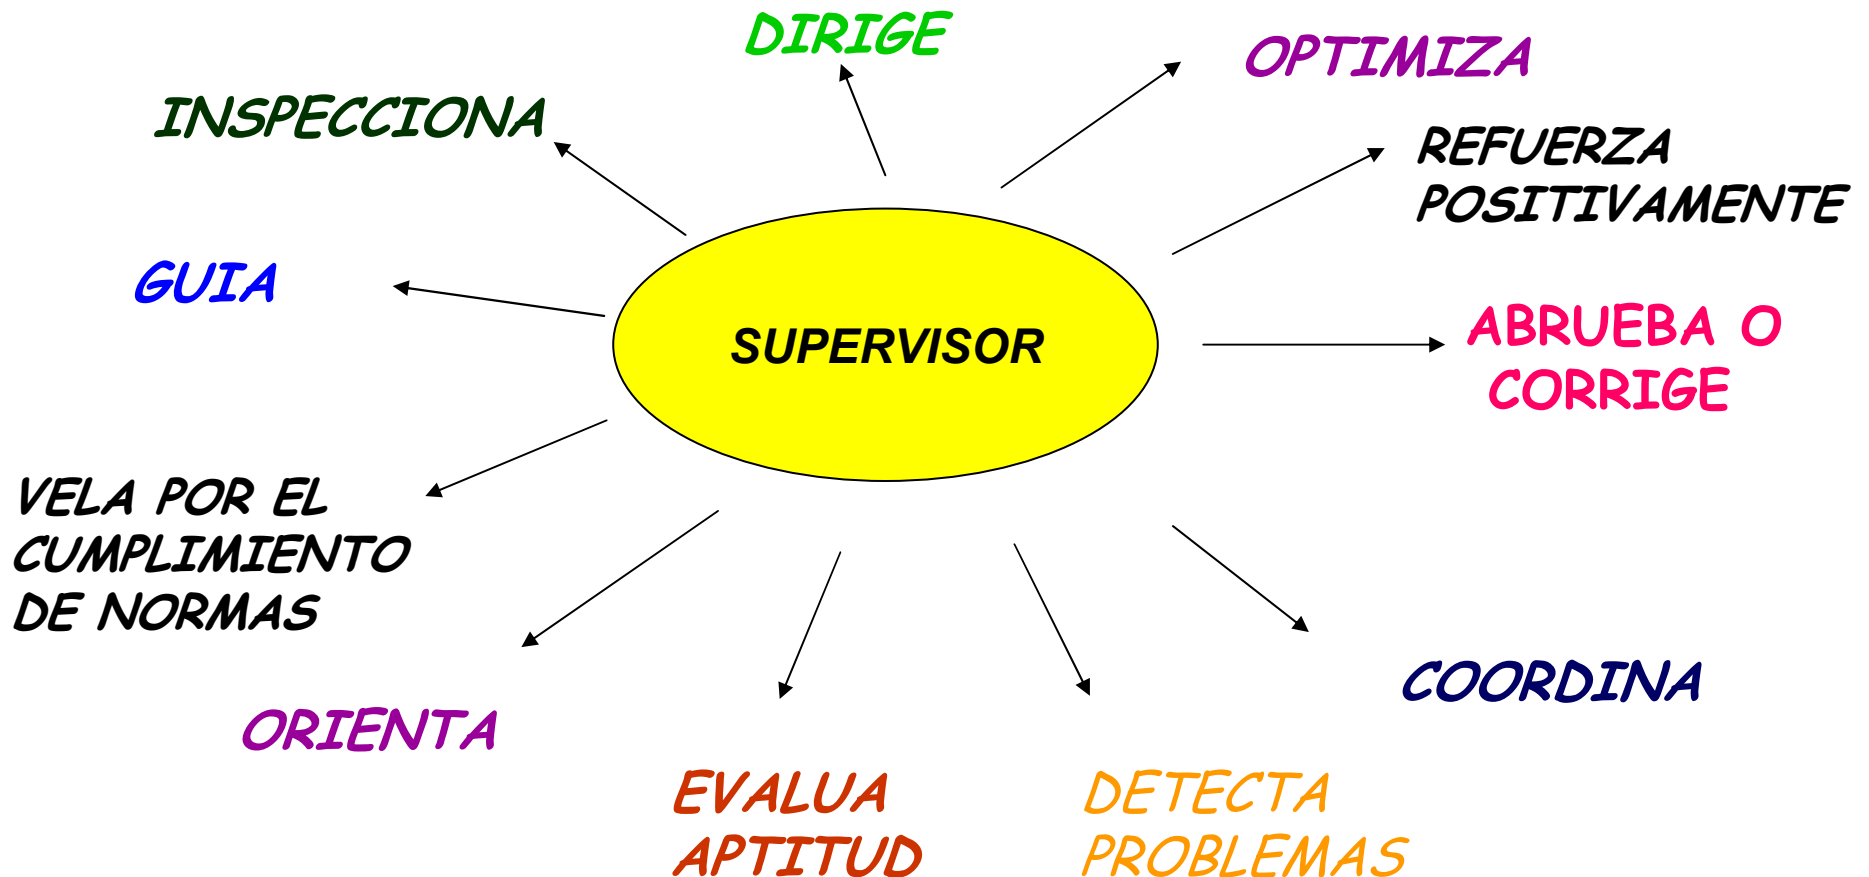 DIRIGE
OPTIMIZA
INSPECCIONA
REFUERZA
POSITIVAMENTE
GUIA
SUPERVISOR
ABRUEBA O
CORRIGE
VELA POR EL
CUMPLIMIENTO
DE NORMAS
COORDINA
ORIENTA
EVALUA
APTITUD
DETECTA
PROBLEMAS